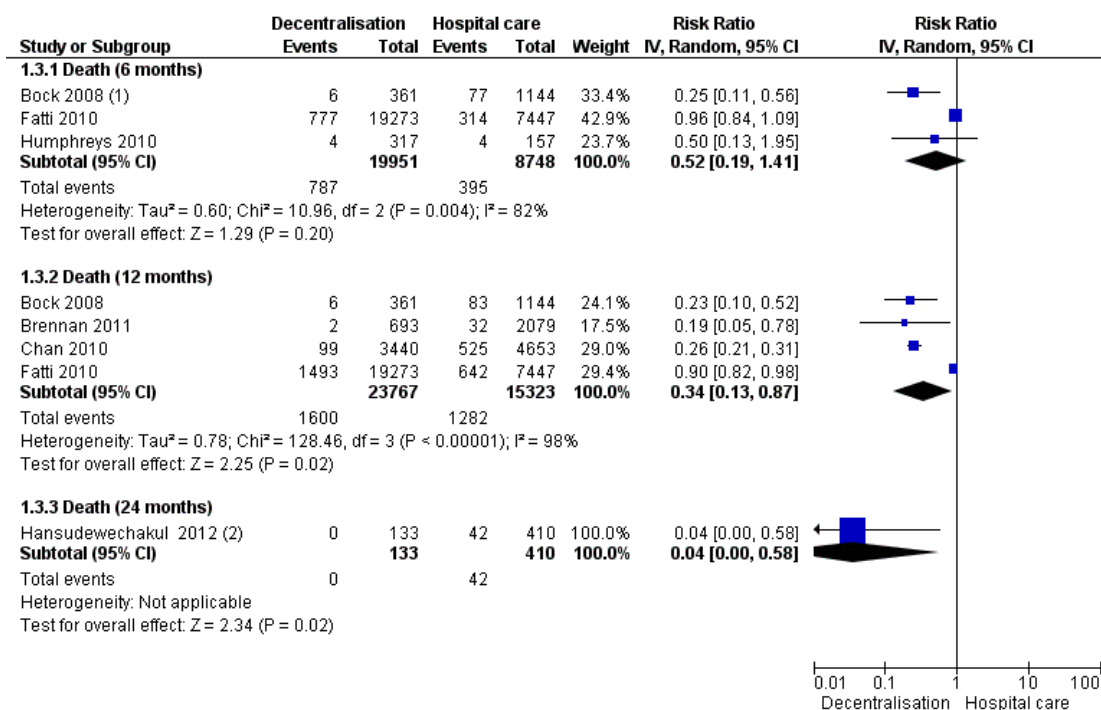 Decentralisation Hospital care Risk Ratio Risk Ratio
Study or Subgroup Events Total Events Total Weight IV, Random, 95% CI IV, Random, 95% CI
1.3.1 Death (6 months)
Bock 2008 (1) 6 361 77 1144 33.4% 0.25 [0.11, 0.56]
Fatti 2010 777 19273 314 7447 42.9% 0.96 [0.84, 1.09]
Humphreys 2010 4 317 4 157 23.7% 0.50 [0.13, 1.95]
Subtotal (95% CI) 19951 8748 100.0% 0.52 [0.19, 1.41]
Total events 787 395
Heterogeneity: Tau² = 0.60; Chi² = 10.96, df = 2 (P = 0.004); I² = 82%
Test for overall effect: Z = 1.29 (P = 0.20)
1.3.2 Death (12 months)
Bock 2008 6 361 83 1144 24.1% 0.23 [0.10, 0.52]
Brennan 2011 2 693 32 2079 17.5% 0.19 [0.05, 0.78]
Chan 2010 99 3440 525 4653 29.0% 0.26 [0.21, 0.31]
Fatti 2010 1493 19273 642 7447 29.4% 0.90 [0.82, 0.98]
Subtotal (95% CI) 23767 15323 100.0% 0.34 [0.13, 0.87]
Total events 1600 1282
Heterogeneity: Tau² = 0.78; Chi² = 128.46, df = 3 (P < 0.00001); I² = 98%
Test for overall effect: Z = 2.25 (P = 0.02)
1.3.3 Death (24 months)
Hansudewechakul 2012 (2) 0 133 42 410 100.0% 0.04 [0.00, 0.58]
Subtotal (95% CI) 133 410 100.0% 0.04 [0.00, 0.58]
Total events 0 42
Heterogeneity: Not applicable
Test for overall effect: Z = 2.34 (P = 0.02)
0.01 0.1 1 10 100
Decentralisation Hospital care